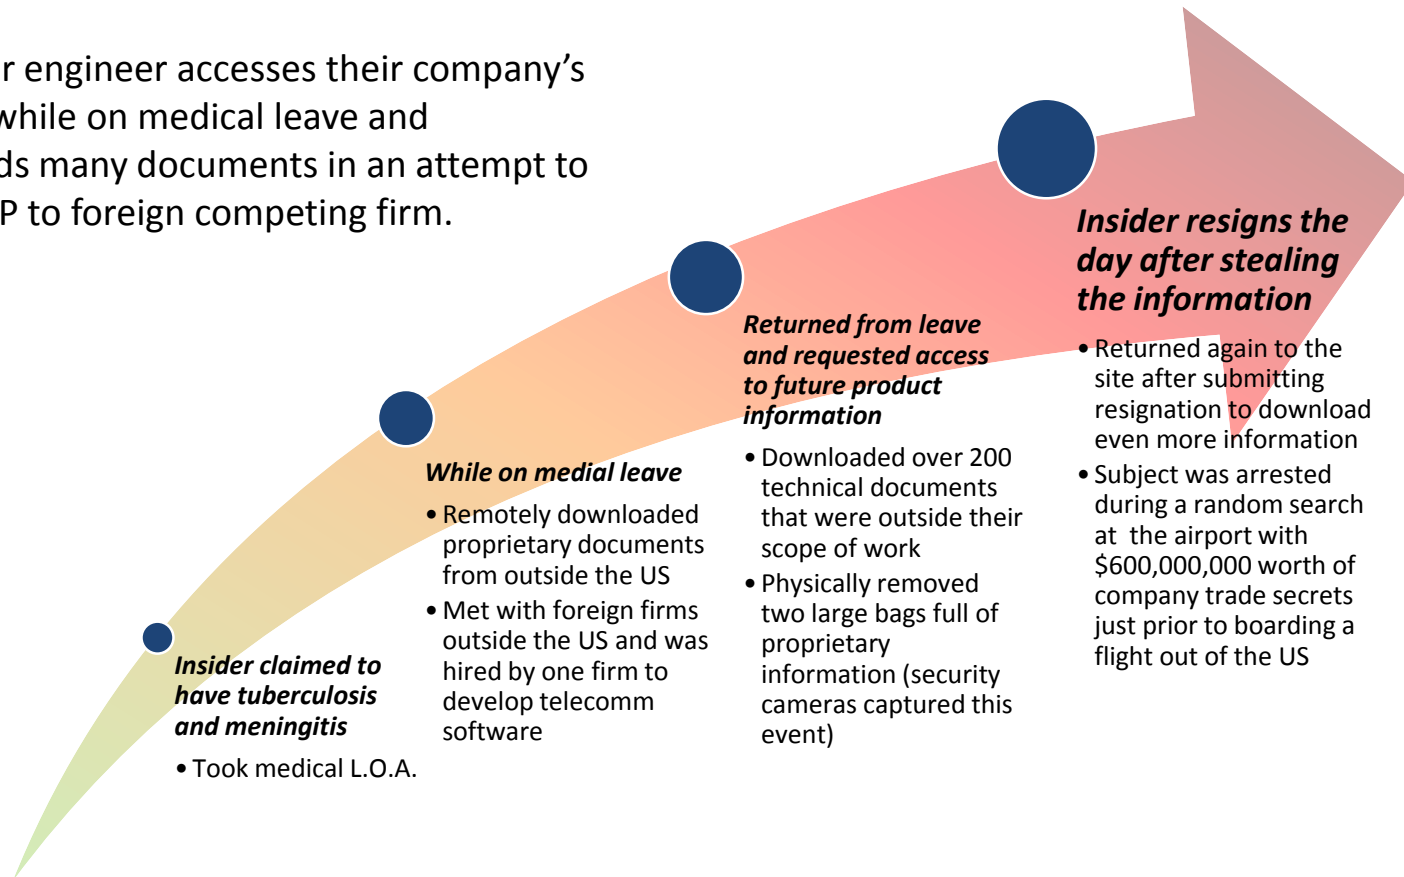 r engineer accesses their company’s
while on medical leave and
ds many documents in an attempt to
P to foreign competing firm.
Insider claimed to
have tuberculosis
and meningitis
• Took medical L.O.A.
While on medial leave
• Remotely downloaded
proprietary documents
from outside the US
• Met with foreign firms
outside the US and was
hired by one firm to
develop telecomm
software
Returned from leave
and requested access
to future product
information
• Downloaded over 200
technical documents
that were outside their
scope of work
• Physically removed
two large bags full of
proprietary
information (security
cameras captured this
event)
Insider resigns the
day after stealing
the information
• Returned again to the
site after submitting
resignation to download
even more information
• Subject was arrested
during a random search
at  the airport with
$600,000,000 worth of
company trade secrets
just prior to boarding a
flight out of the US